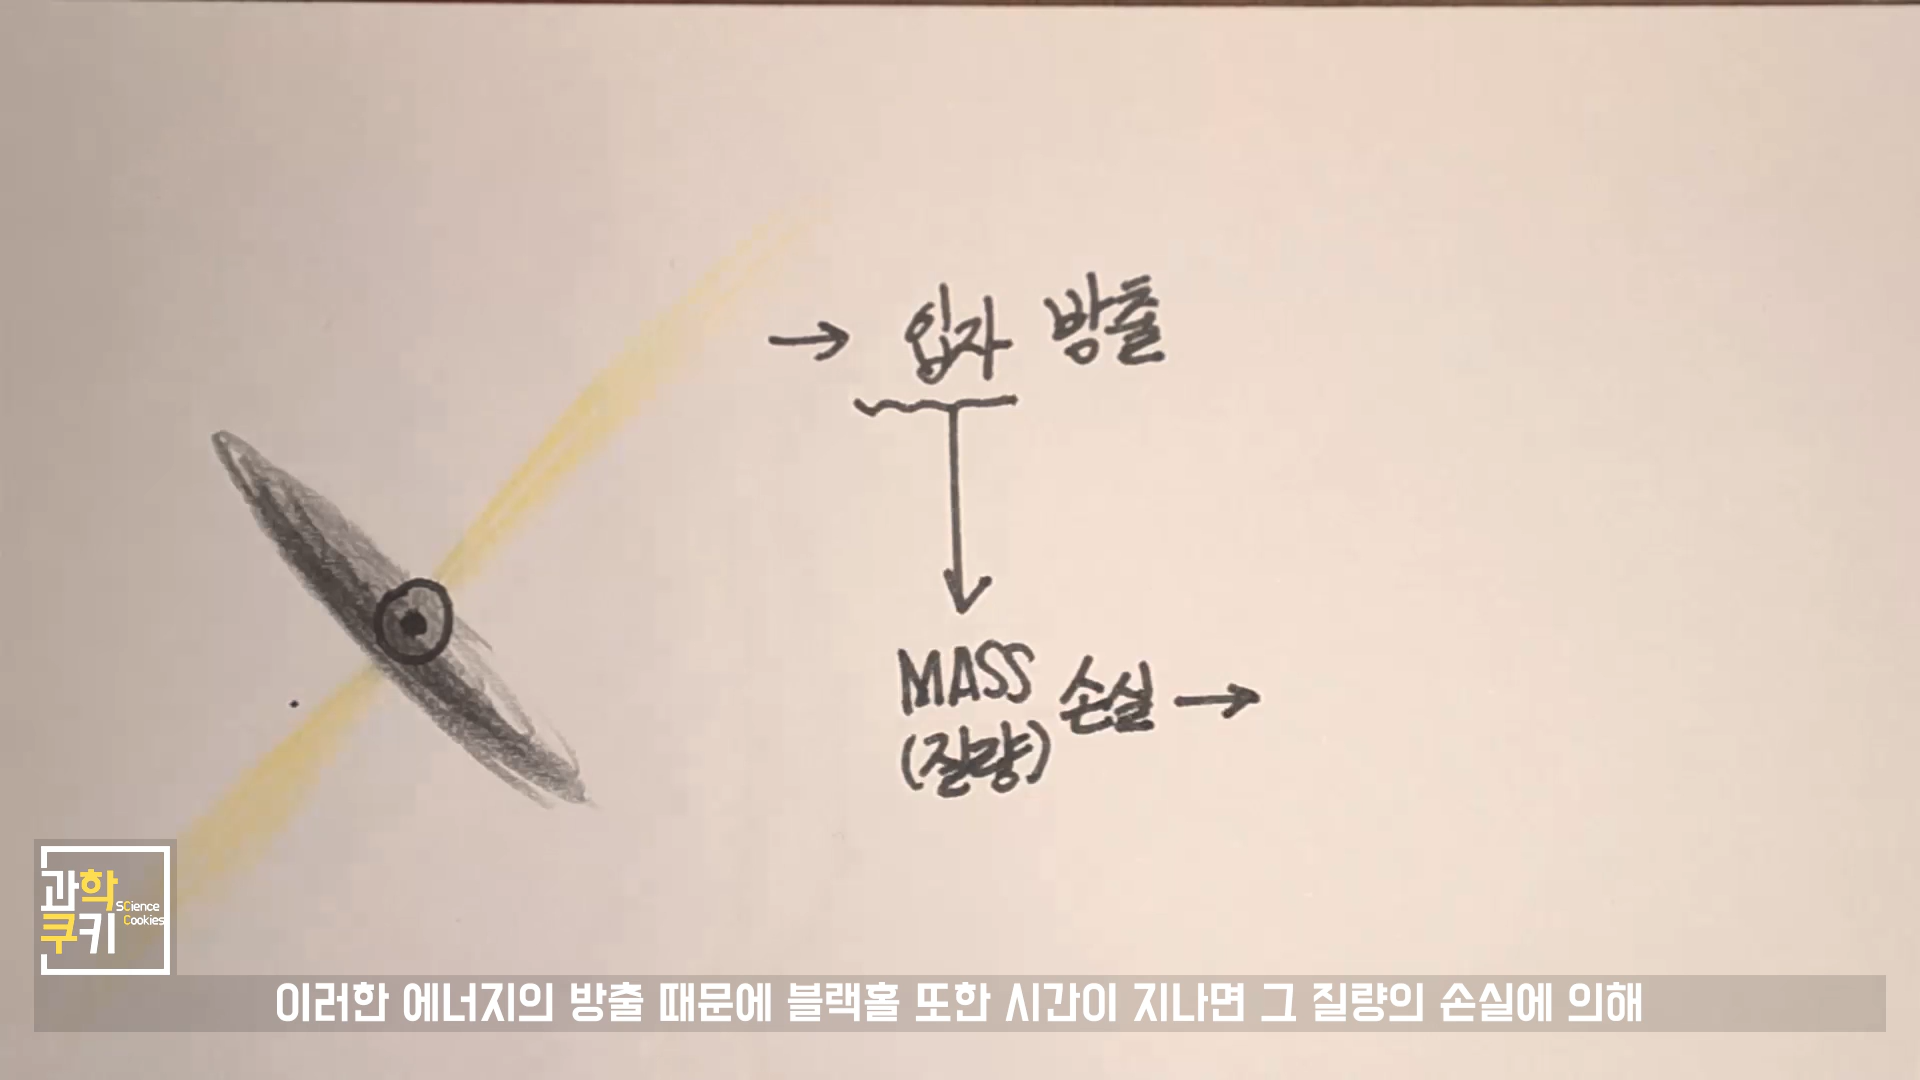 → 입자 방출
MASS 손실 →
(질량)
과학
쿠키
SCience
Cookies
이러한 에너지의 방출 때문에 블랙홀 또한 시간이 지나면 그 질량의 손실에 의해